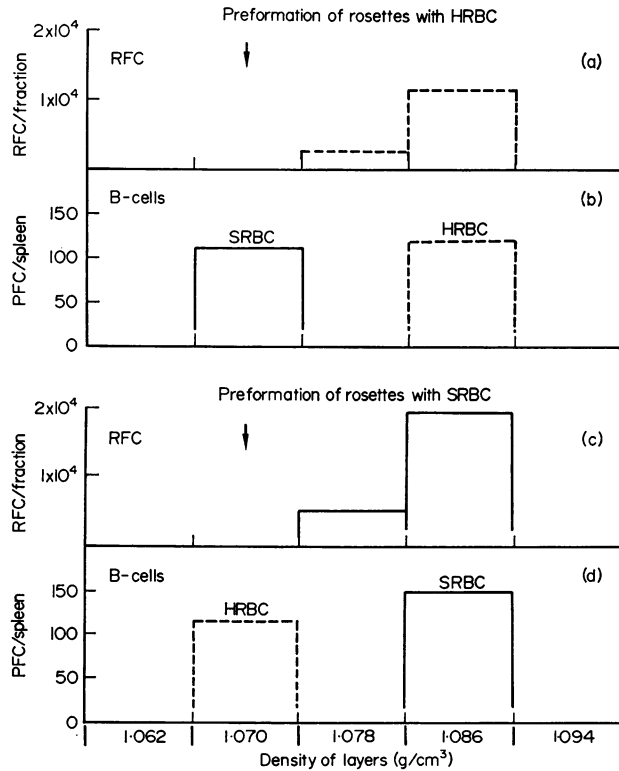 Preformation of rosettes with HRBC
2x10⁴
RFC
(a)
1x10⁴
RFC/fraction
B-cells
(b)
150
SRBC
HRBC
100
50
0
PFC/spleen
Preformation of rosettes with SRBC
2x10⁴
RFC
(c)
1x10⁴
RFC/fraction
B-cells
(d)
150
SRBC
HRBC
100
50
0
PFC/spleen
1·062 1·070 1·078 1·086 1·094
Density of layers (g/cm³)